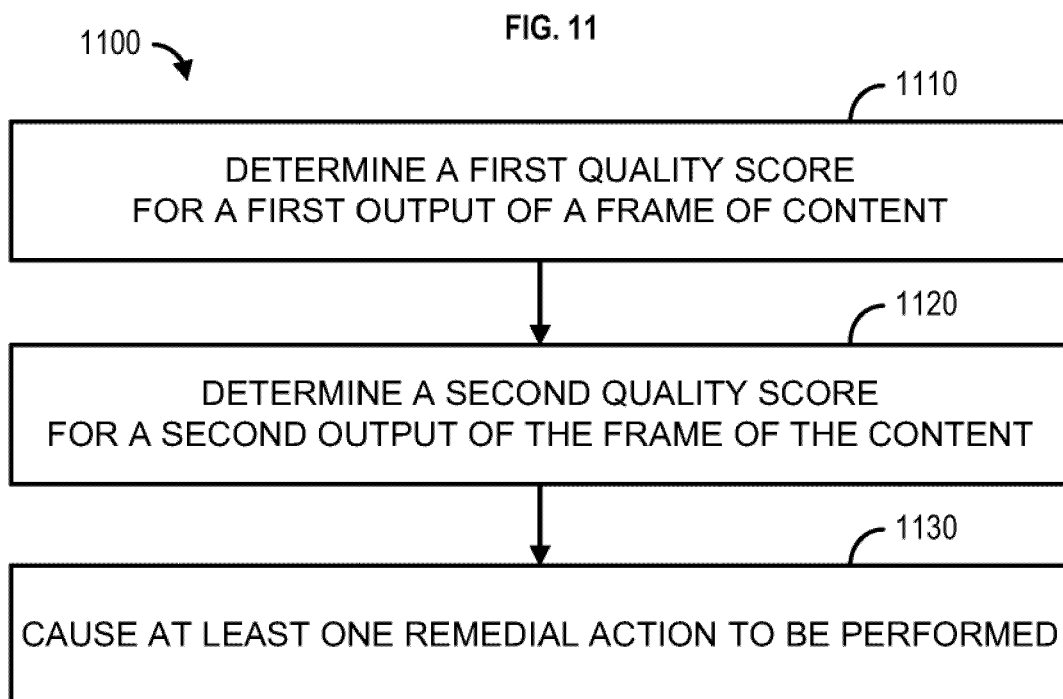 FIG. 11
1100
1110
DETERMINE A FIRST QUALITY SCORE
FOR A FIRST OUTPUT OF A FRAME OF CONTENT
1120
DETERMINE A SECOND QUALITY SCORE
FOR A SECOND OUTPUT OF THE FRAME OF THE CONTENT
1130
CAUSE AT LEAST ONE REMEDIAL ACTION TO BE PERFORMED